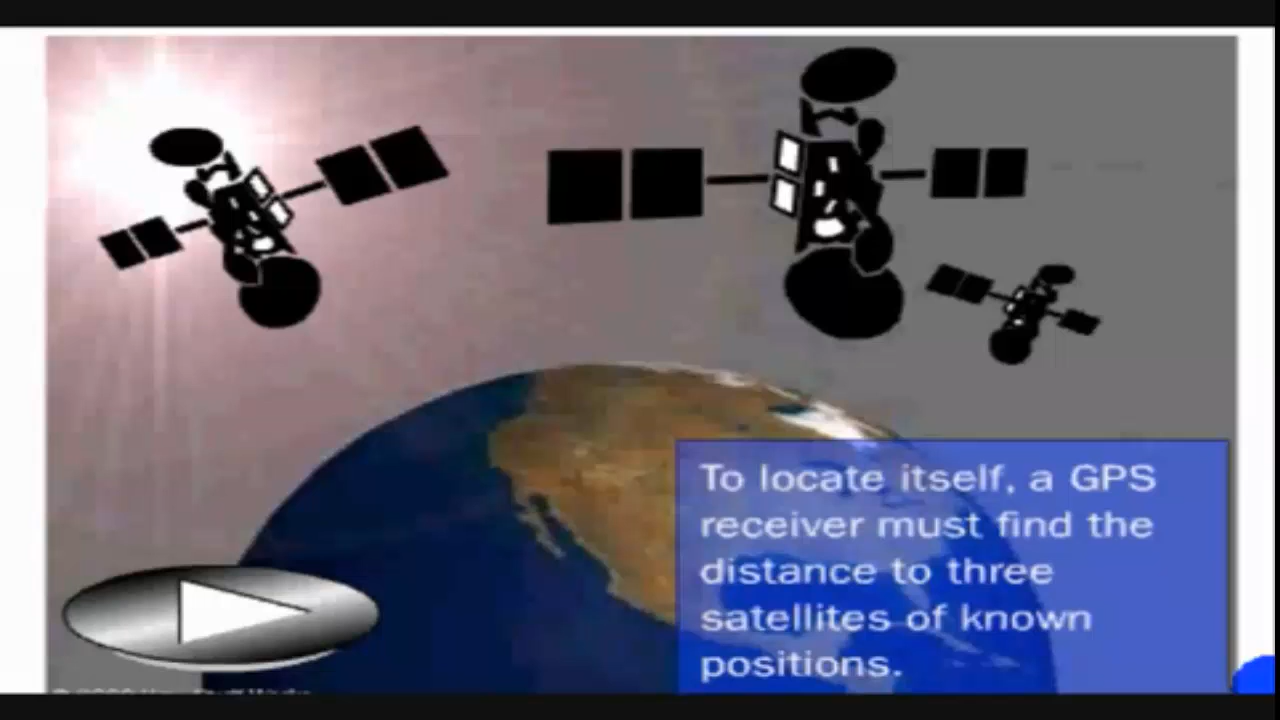 To locate itself, a GPS
receiver must find the
distance to three
satellites of known
positions.